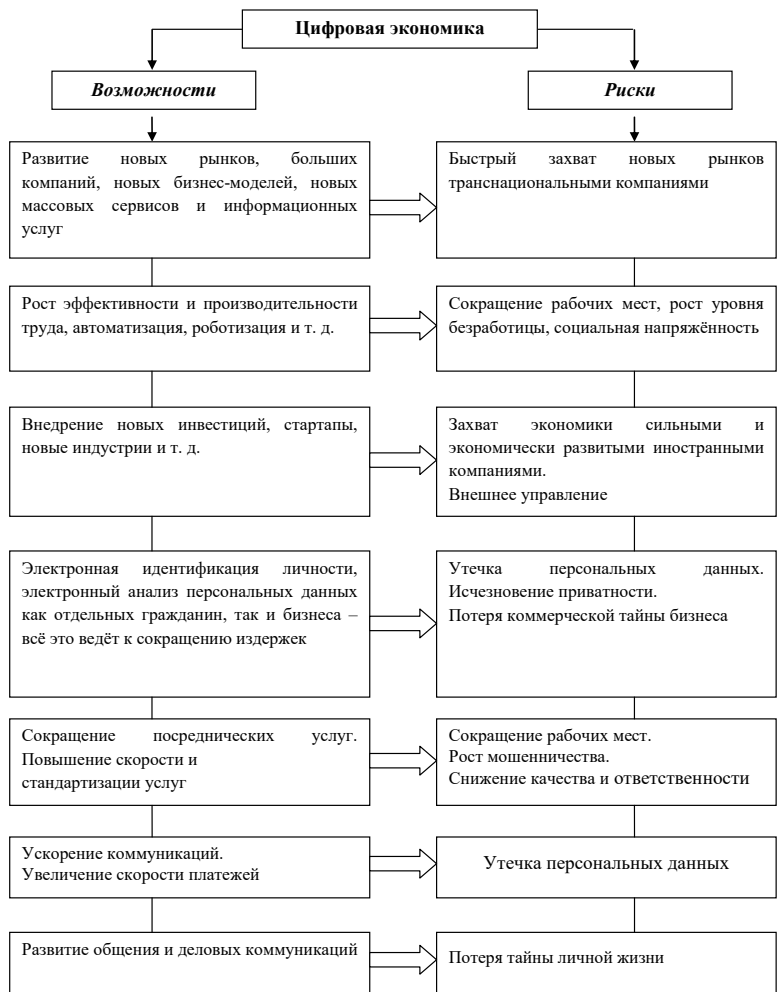 Цифровая экономика
Возможности
Риски
Развитие новых рынков, больших
компаний, новых бизнес-моделей, новых
массовых сервисов и информационных
услуг
Быстрый захват новых рынков
транснациональными компаниями
Рост эффективности и производительности
труда, автоматизация, роботизация и т. д.
Сокращение рабочих мест, рост уровня
безработицы, социальная напряжённость
Внедрение новых инвестиций, стартапы,
новые индустрии и т. д.
Захват экономики сильными и
экономически развитыми иностранными
компаниями.
Внешнее управление
Электронная идентификация личности,
электронный анализ персональных данных
как отдельных гражданин, так и бизнеса –
всё это ведёт к сокращению издержек
Утечка персональных данных.
Исчезновение приватности.
Потеря коммерческой тайны бизнеса
Сокращение посреднических услуг.
Повышение скорости и
стандартизации услуг
Сокращение рабочих мест.
Рост мошенничества.
Снижение качества и ответственности
Ускорение коммуникаций.
Увеличение скорости платежей
Утечка персональных данных
Развитие общения и деловых коммуникаций
Потеря тайны личной жизни